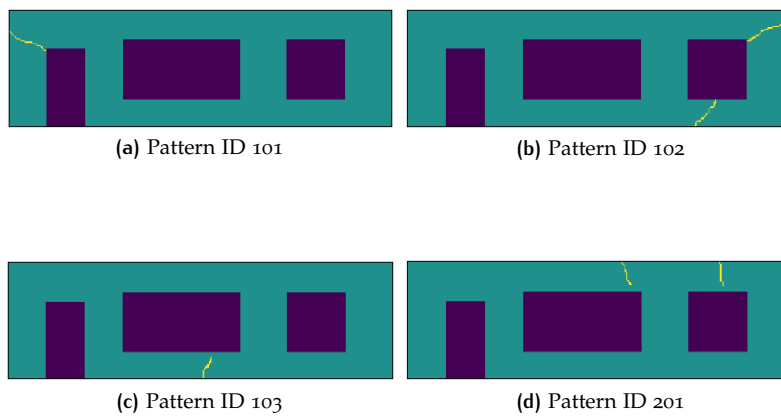 (a) Pattern ID 101
(b) Pattern ID 102
(c) Pattern ID 103
(d) Pattern ID 201